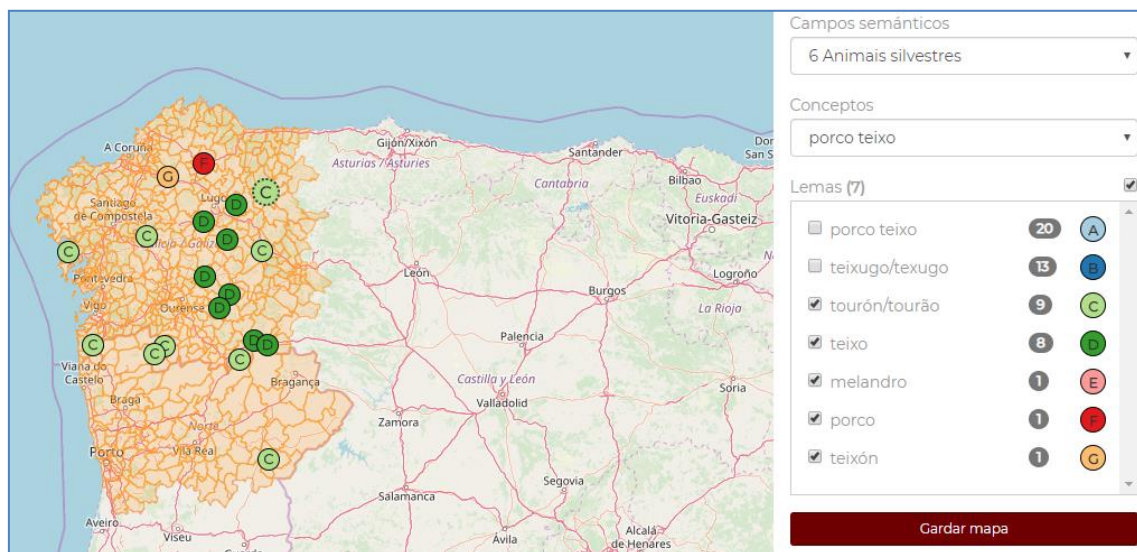 Campos semánticos
6 Animais silvestres
Conceptos
porco teixo
Lemas (7)
porco teixo 20 A
teixugo/texugo 13 B
tourón/tourão 9 C
teixo 8 D
melandro 1 E
porco 1 F
teixón 1 G
Gardar mapa
A Coruña
Gijón/Xixón
Santander
Asturias / Asturies
Bilbao
Cantabria
Euskadi
F
G
Lugo
C
D
Santiago
de Compostela
D
Vitoria-Gasteiz
C
D
C
C
Pontevedra
León
Logroño
D
Burgos
La Rioja
Vigo
D
Ourense
D
C
D
D
C
C
C
Palencia
Viana do
Castelo
Bragança
Castilla y León
Soria
Braga
Valladolid
Zamora
Norte
Porto
Vila Real
C
Segovia
Salamanca
Aveiro
Viseu
Ávila
Alcalá
de Henares